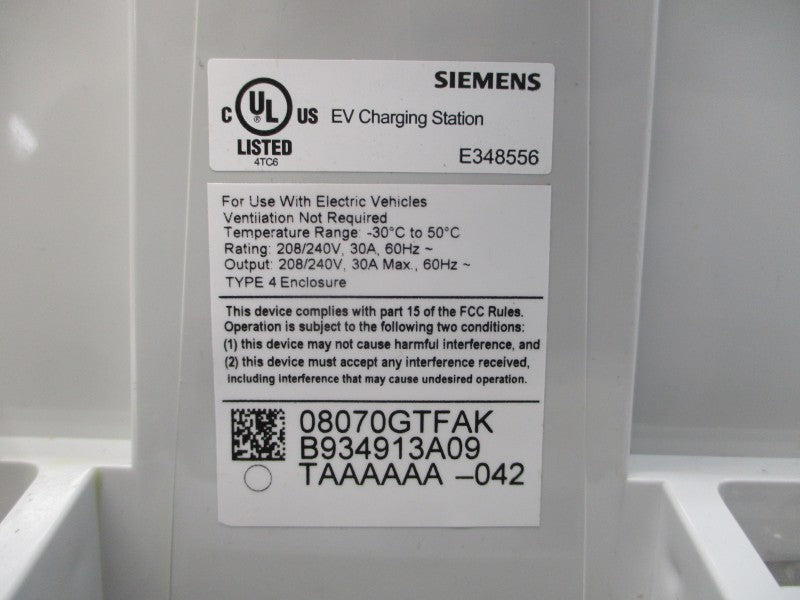 SIEMENS
C UL ® US EV Charging Station
LISTED
4TC6
E348556
For Use With Electric Vehicles
Ventiiation Not Required
Temperature Range: -30°C to 50°C
Rating: 208/240V, 30A, 60Hz ~
Output: 208/240V, 30A Max., 60Hz ~
TYPE 4 Enclosure
This device complies with part 15 of the FCC Rules.
Operation is subject to the following two conditions:
(1) this device may not cause harmful interference, and
(2) this device must accept any interference received,
including interference that may cause undesired operation.
08070GTFAK
B934913A09
TAAAAAA –042